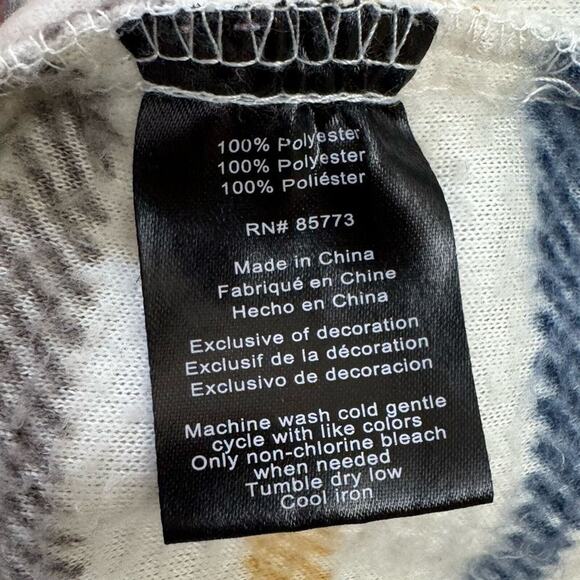 100% Polyester
100% Polyester
100% Poliéster
RN# 85773
Made in China
Fabriqué en Chine
Hecho en China
Exclusive of decoration
Exclusif de la décoration
Exclusivo de decoracion
Machine wash cold gentle
cycle with like colors
Only non-chlorine bleach
when needed
Tumble dry low
Cool iron